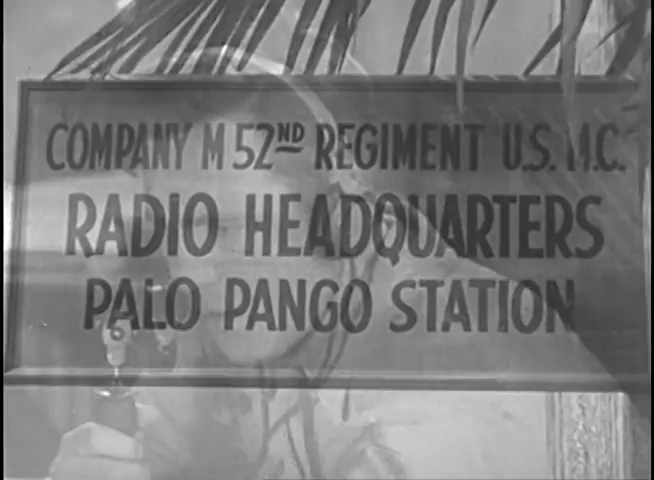 COMPANY M 52ND REGIMENT U.S.M.C.
RADIO HEADQUARTERS
PALO PANGO STATION